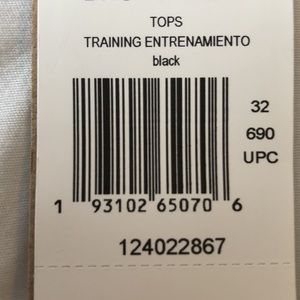 TOPS
TRAINING ENTRENAMIENTO
black
32
690
UPC
1 93102 65070 6
124022867